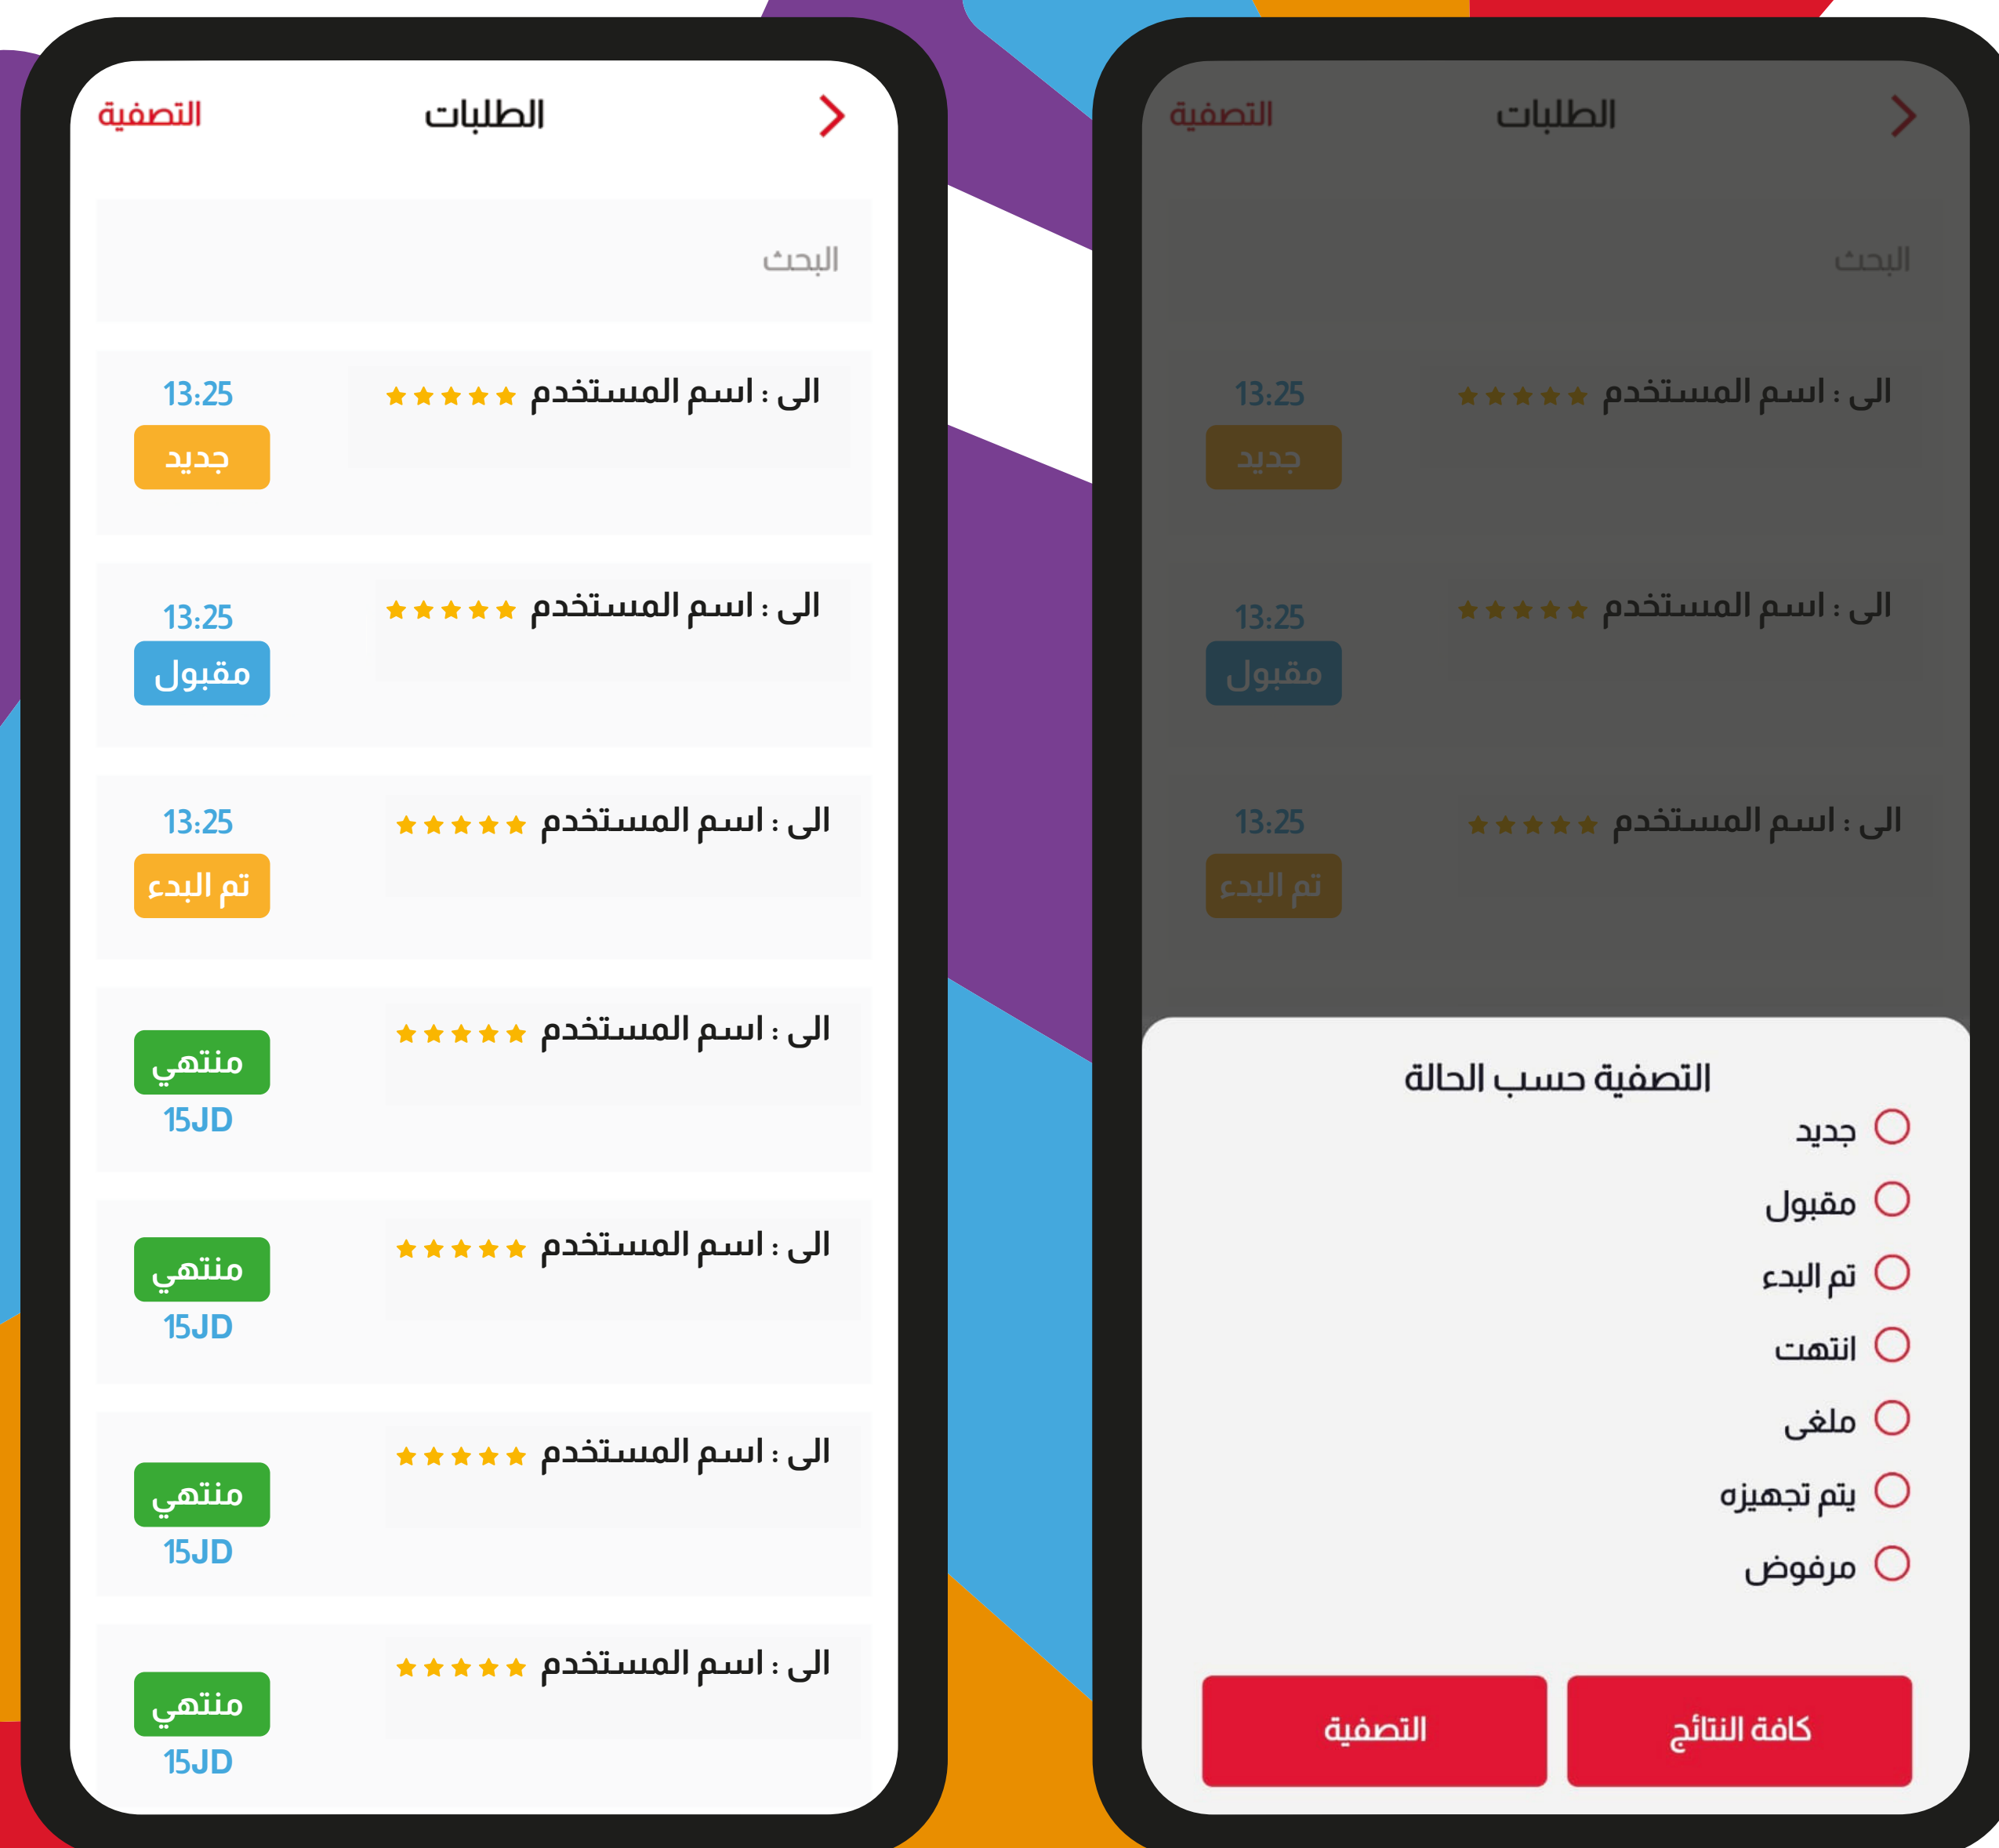 الطلبات
التصفية
البحث
الى : اسم المستخدم
13:25
جديد
الى : اسم المستخدم
13:25
مقبول
الى : اسم المستخدم
13:25
تم البدء
الى : اسم المستخدم
منتهي
15JD
الى : اسم المستخدم
منتهي
15JD
الى : اسم المستخدم
منتهي
15JD
الى : اسم المستخدم
منتهي
15JD
الطلبات
التصفية
البحث
الى : اسم المستخدم
13:25
جديد
الى : اسم المستخدم
13:25
مقبول
الى : اسم المستخدم
13:25
تم البدء
التصفية حسب الحالة
جديد
مقبول
تم البدء
انتهت
ملغى
يتم تجهيزه
مرفوض
كافة النتائج
التصفية